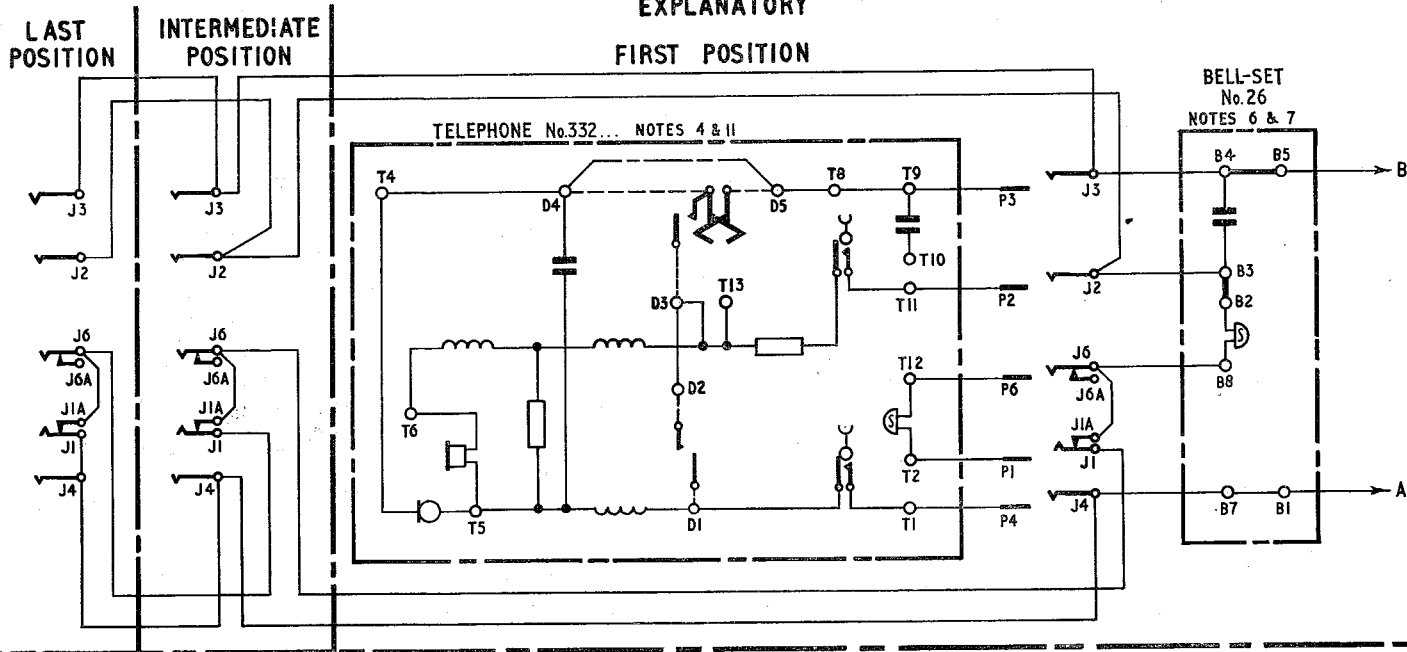 EXPLANATORY
LAST
POSITION
INTERMEDIATE
POSITION
FIRST POSITION
BELL-SET
No.26
NOTES 6 & 7
TELEPHONE No.332... NOTES 4 & 11
T4
D4
D5
T8
T9
P3
J3
B4
B5
B
J3
J3
J2
J2
T10
D3
T13
T11
P2
J2
B3
B2
J6
J6A
J1A
J1
J4
J6
J6A
J1A
J1
J4
T6
D2
T12
P6
J6
J6A
J1A
J1
B8
S
S
T2
P1
T5
D1
T1
P4
J4
B7
B1
A